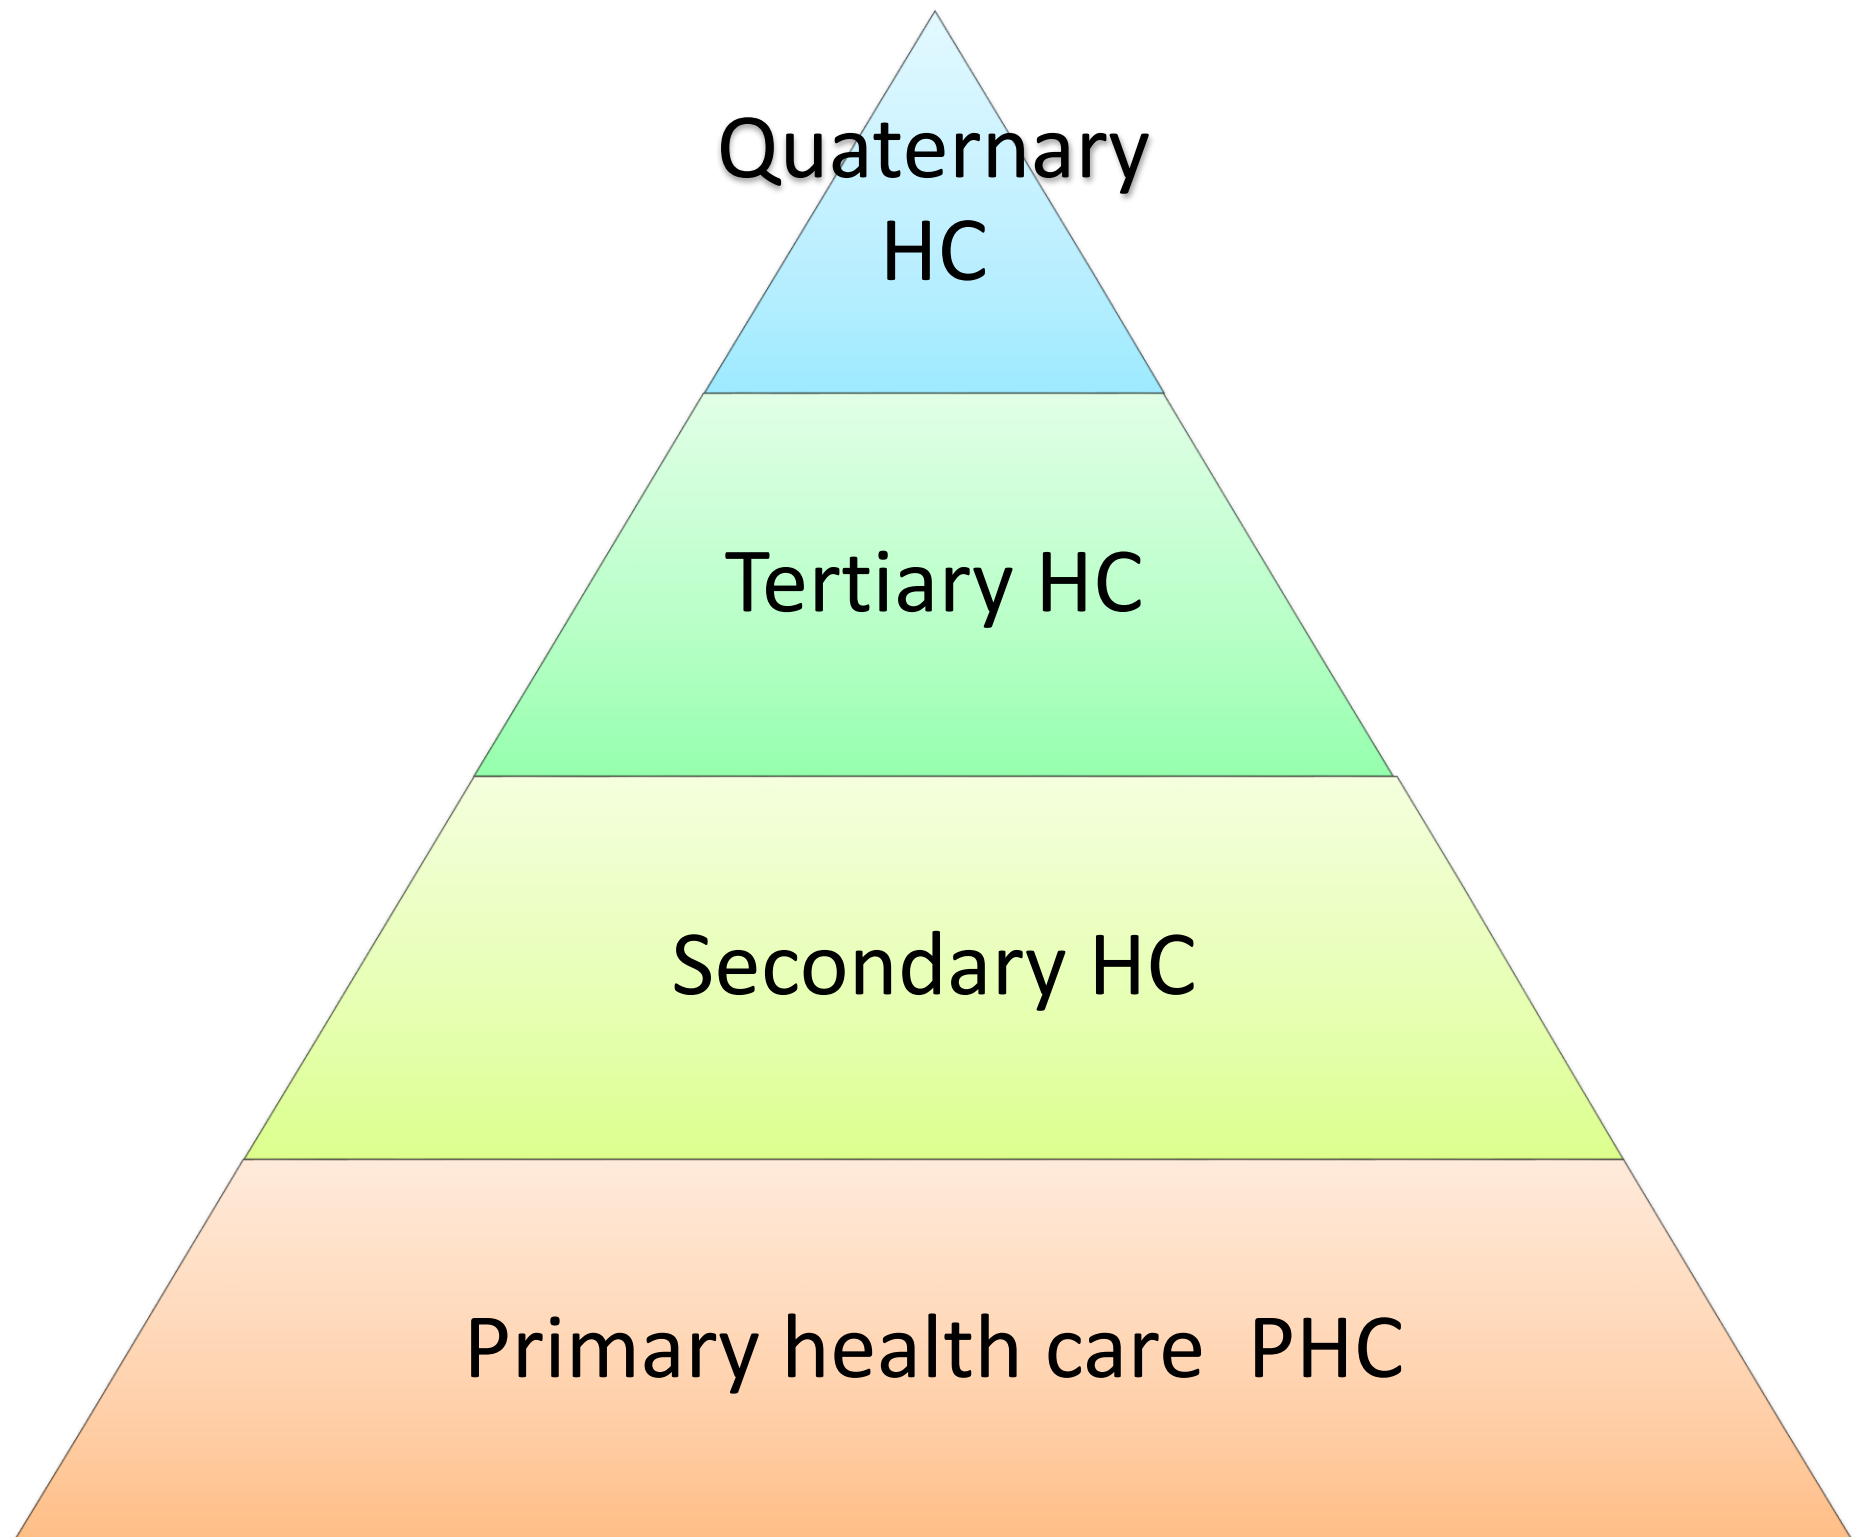 Quaternary
HC
Tertiary HC
Secondary HC
Primary health care  PHC